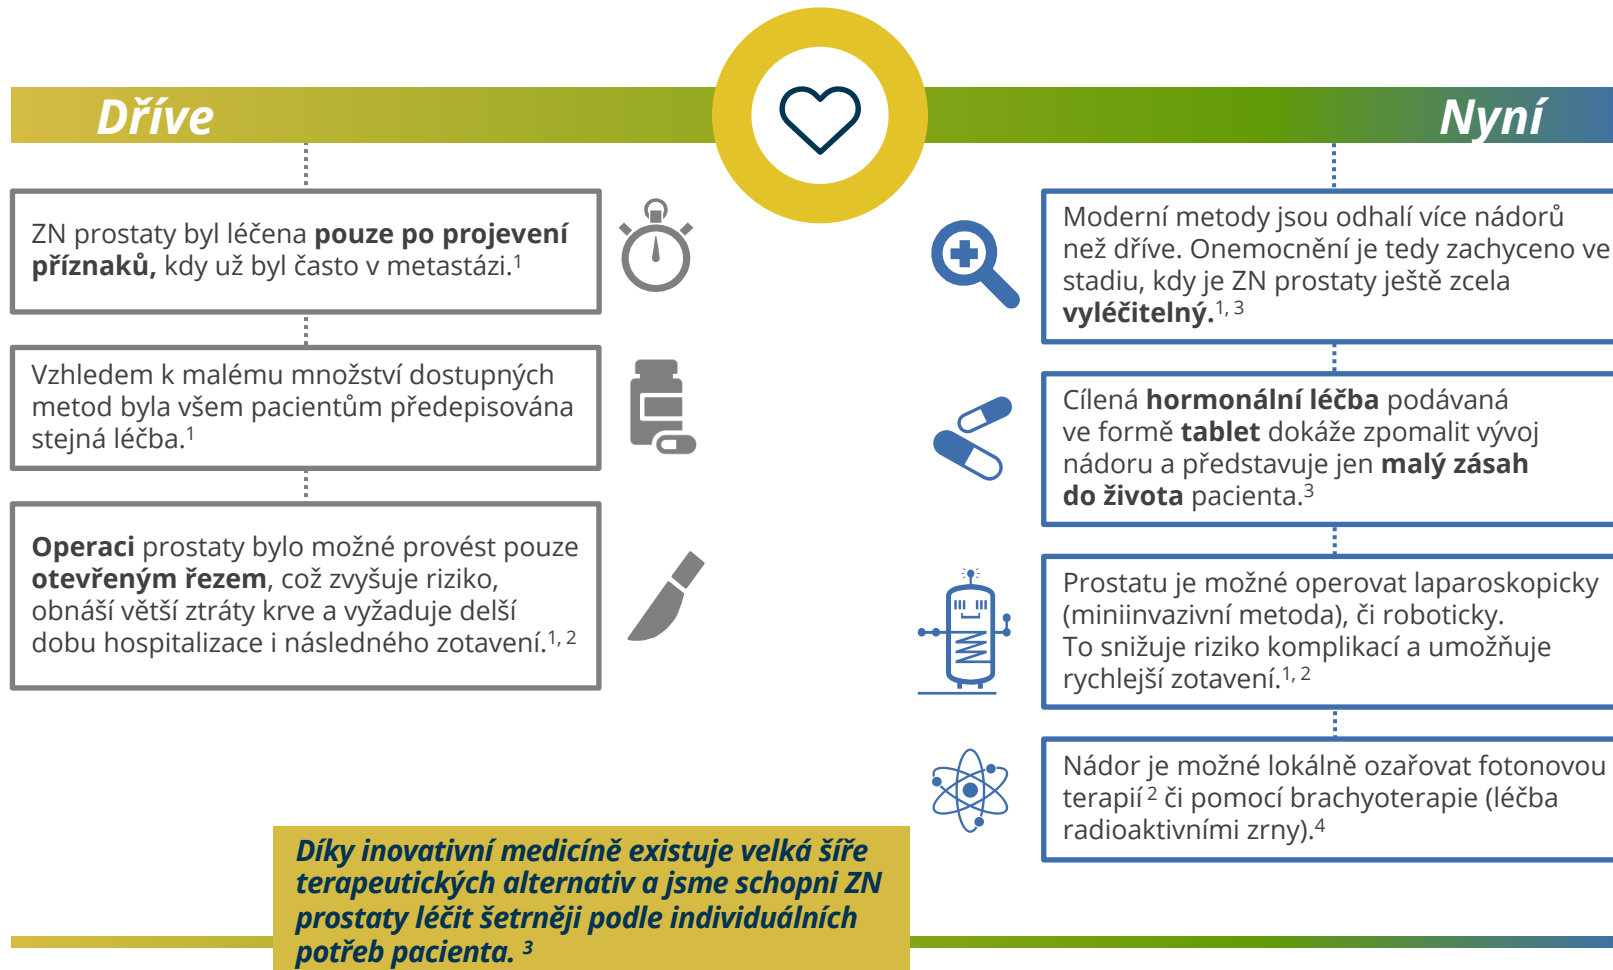 Dříve
Nyní
ZN prostaty byl léčena pouze po projevení
příznaků, kdy už byl často v metastázi.1
Vzhledem k malému množství dostupných
metod byla všem pacientům předepisována
stejná léčba.1
Operaci prostaty bylo možné provést pouze
otevřeným řezem, což zvyšuje riziko,
obnáší větší ztráty krve a vyžaduje delší
dobu hospitalizace i následného zotavení.1, 2
Moderní metody jsou odhalí více nádorů
než dříve. Onemocnění je tedy zachyceno ve
stadiu, kdy je ZN prostaty ještě zcela
vyléčitelný.1, 3
Cílená hormonální léčba podávaná
ve formě tablet dokáže zpomalit vývoj
nádoru a představuje jen malý zásah
do života pacienta.3
Prostatu je možné operovat laparoskopicky
(miniinvazivní metoda), či roboticky.
To snižuje riziko komplikací a umožňuje
rychlejší zotavení.1, 2
Nádor je možné lokálně ozařovat fotonovou
terapií 2 či pomocí brachyoterapie (léčba
radioaktivními zrny).4
Díky inovativní medicíně existuje velká šíře
terapeutických alternativ a jsme schopni ZN
prostaty léčit šetrněji podle individuálních
potřeb pacienta. 3